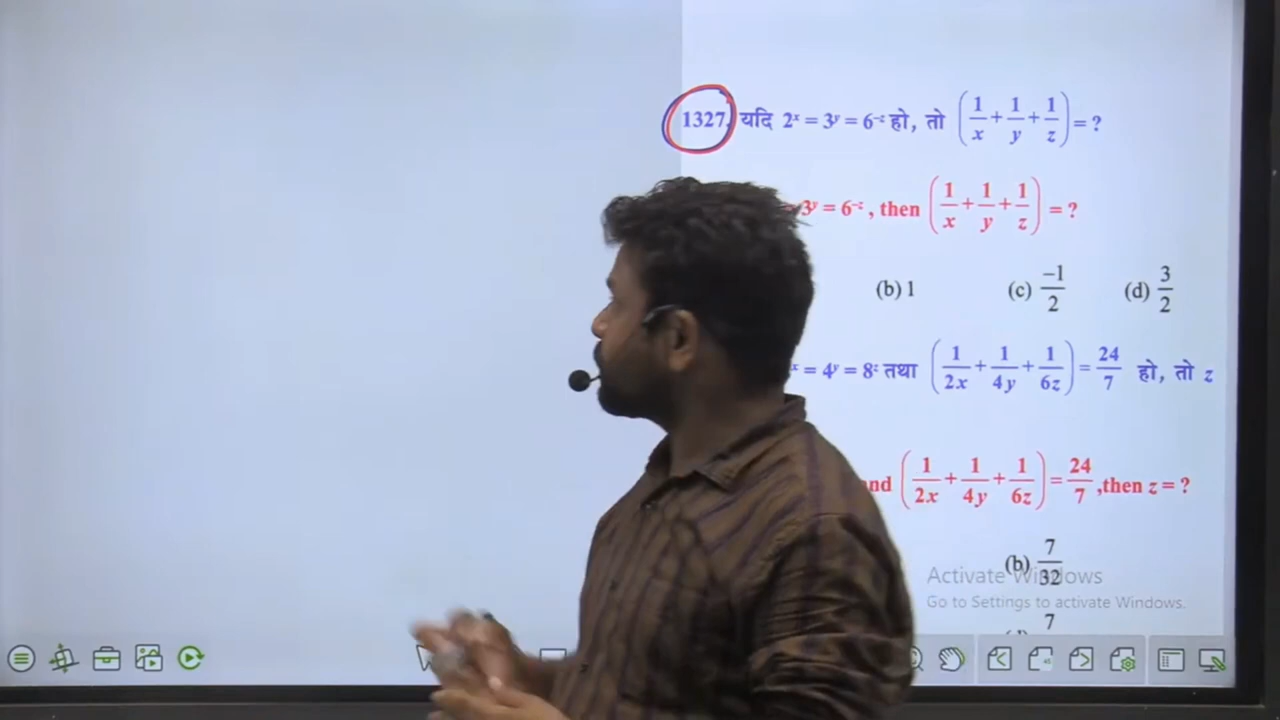 1327. यदि 2ˣ = 3ʸ = 6⁻ᶻ हो, तो (1/x + 1/y + 1/z) = ?
3ʸ = 6⁻ᶻ, then (1/x + 1/y + 1/z) = ?
(b) 1 (c) -1/2 (d) 3/2
ˣ = 4ʸ = 8ᶻ तथा (1/2x + 1/4y + 1/6z) = 24/7 हो, तो z
(1/2x + 1/4y + 1/6z) = 24/7 ,then z = ?
(b) 7/32
Activate Windows
Go to Settings to activate Windows.
7